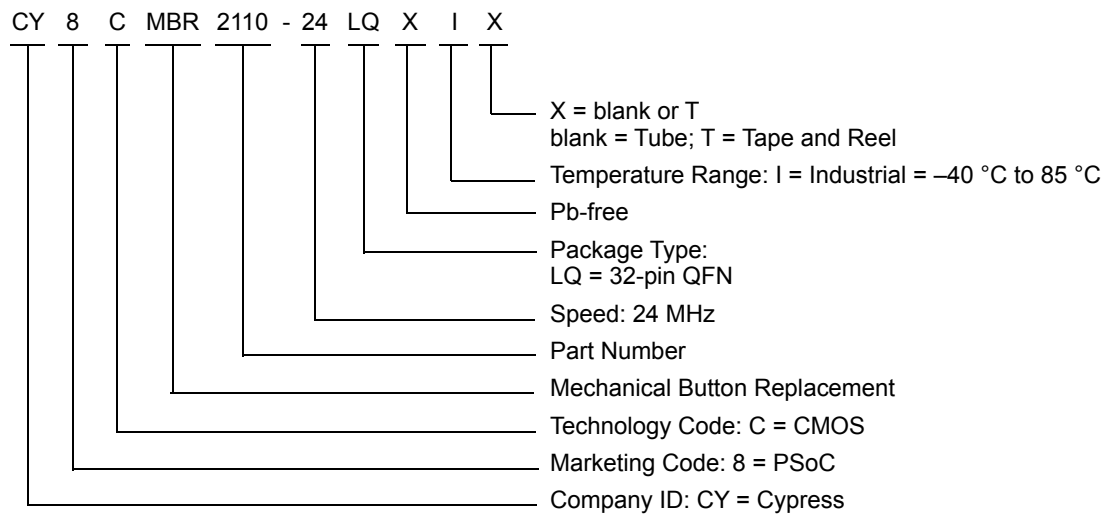 CY 8 C MBR 2110 - 24 LQ X I X
X = blank or T
blank = Tube; T = Tape and Reel
Temperature Range: I = Industrial = –40 °C to 85 °C
Pb-free
Package Type:
LQ = 32-pin QFN
Speed: 24 MHz
Part Number
Mechanical Button Replacement
Technology Code: C = CMOS
Marketing Code: 8 = PSoC
Company ID: CY = Cypress